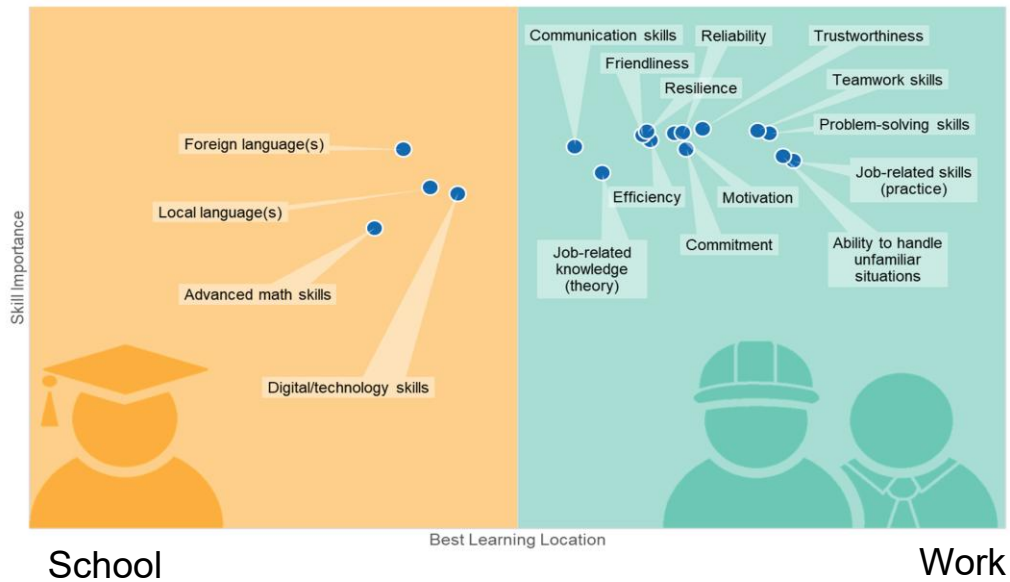 Communication skills
Reliability
Trustworthiness
Friendliness
Resilience
Teamwork skills
Problem-solving skills
Foreign language(s)
Job-related skills
(practice)
Efficiency
Motivation
Local language(s)
Commitment
Ability to handle
unfamiliar
situations
Job-related
knowledge
(theory)
Advanced math skills
Digital/technology skills
Skill Importance
Best Learning Location
School
Work